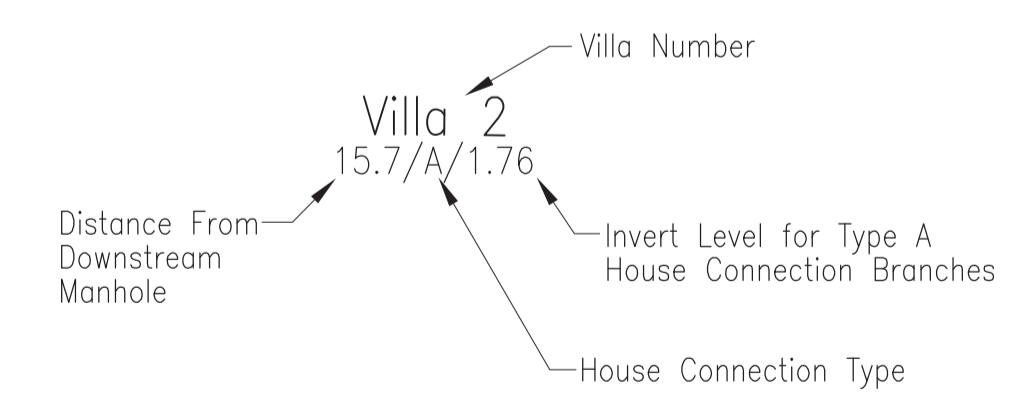 Villa Number
Villa 2
15.7/A/1.76
Distance From
Downstream
Manhole
Invert Level for Type A
House Connection Branches
House Connection Type